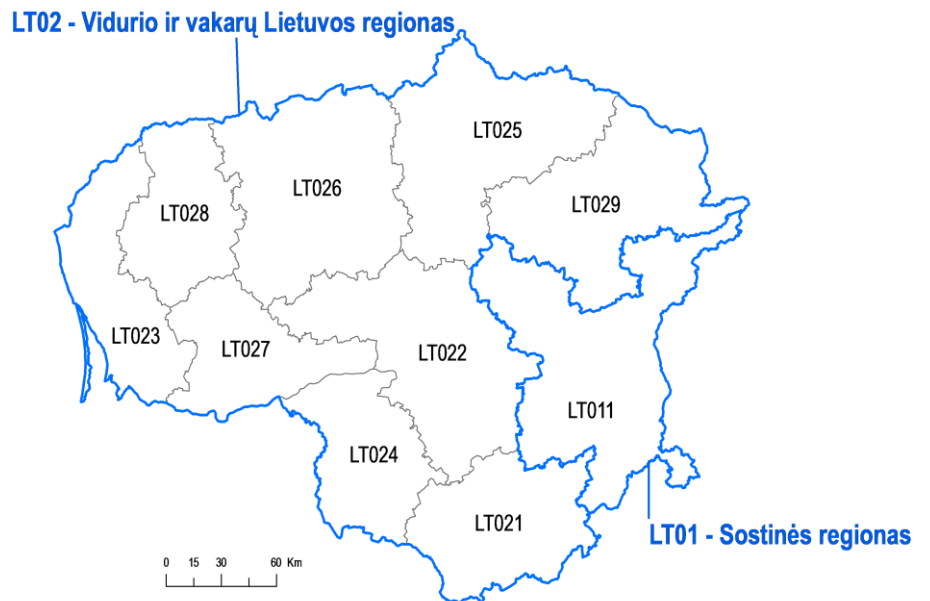 LT02 - Vidurio ir vakarų Lietuvos regionas
LT025
LT026
LT029
LT028
LT023
LT027
LT022
LT011
LT024
LT021
LT01 - Sostinės regionas
0 15 30 60 Km